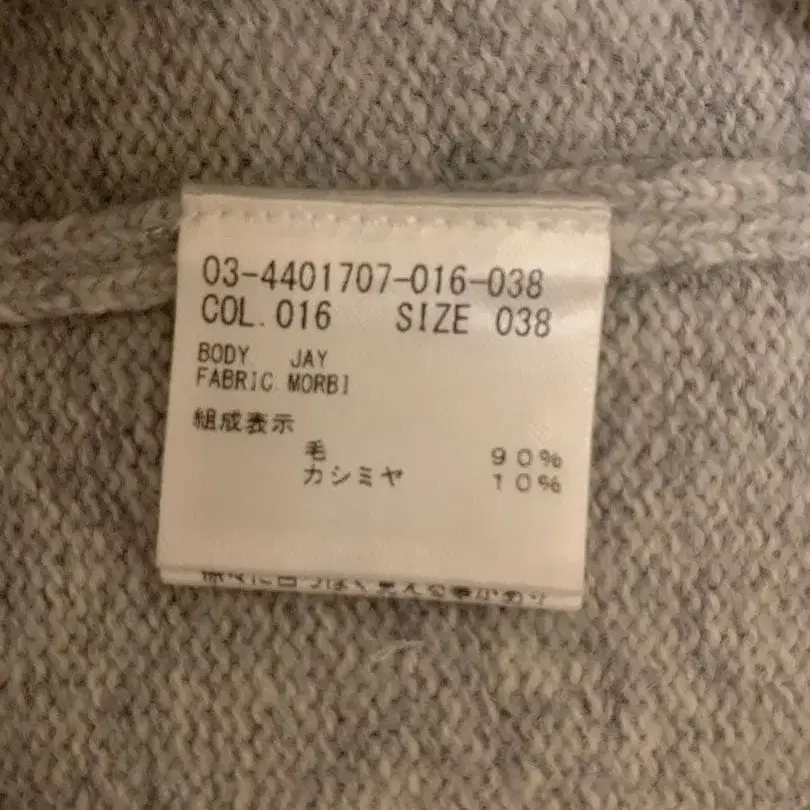 03-4401707-016-038
COL.016 SIZE 038
BODY JAY
FABRIC MORBI
組成表示
毛 90%
カシミヤ 10%